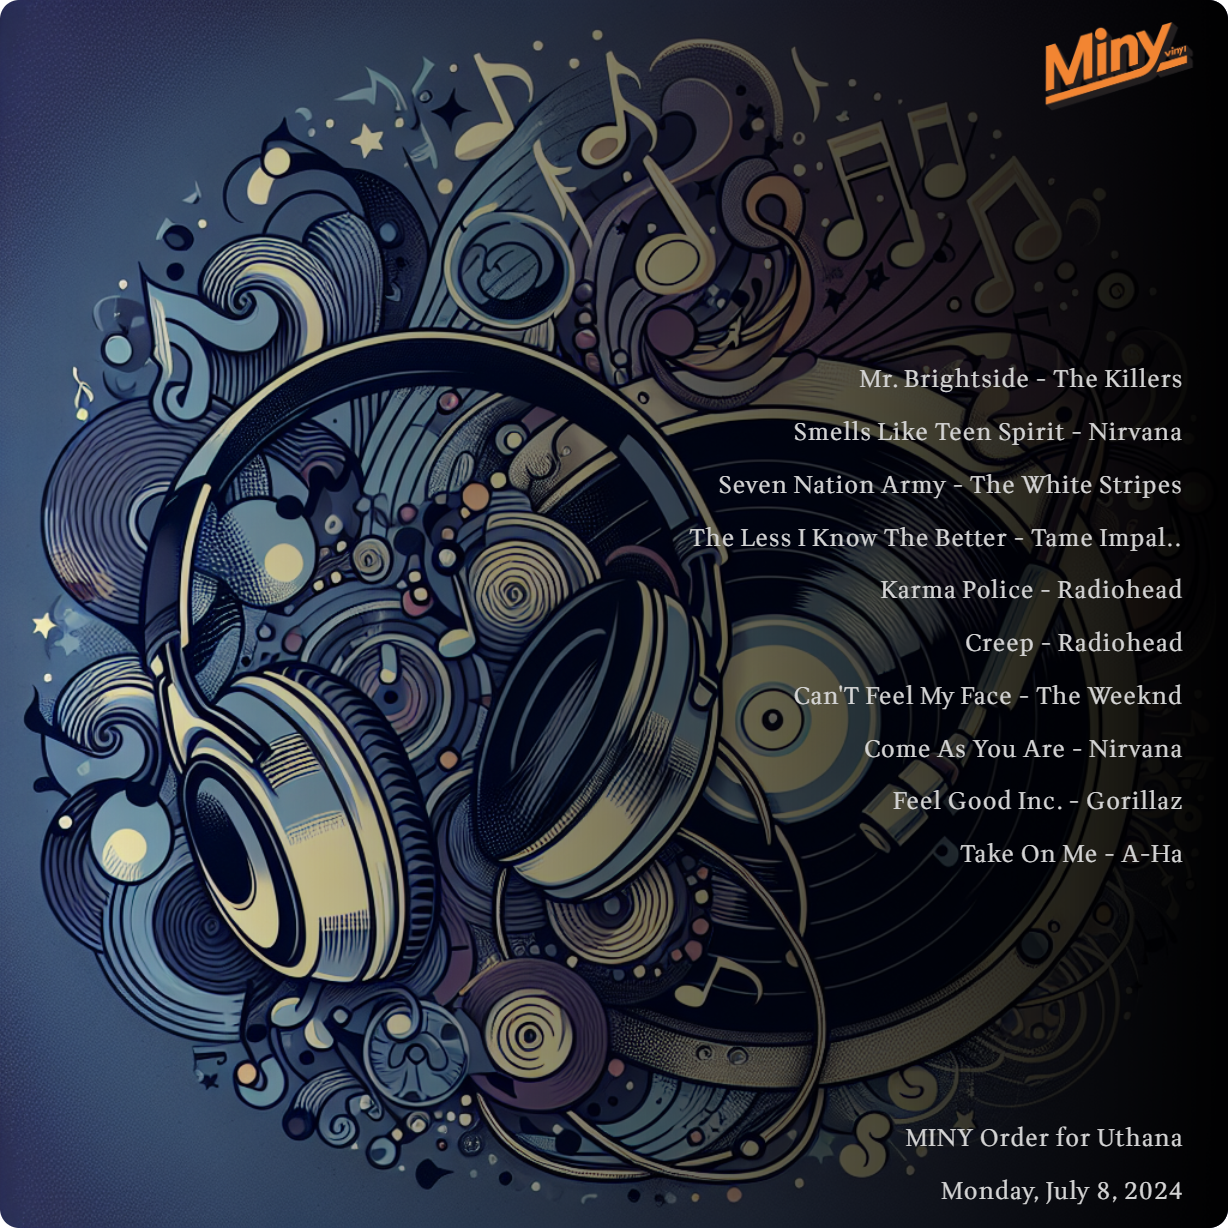 Miny
vinyl
Mr. Brightside - The Killers
Smells Like Teen Spirit - Nirvana
Seven Nation Army - The White Stripes
The Less I Know The Better - Tame Impal..
Karma Police - Radiohead
Creep - Radiohead
Can'T Feel My Face - The Weeknd
Come As You Are - Nirvana
Feel Good Inc. - Gorillaz
Take On Me - A-Ha
MINY Order for Uthana
Monday, July 8, 2024